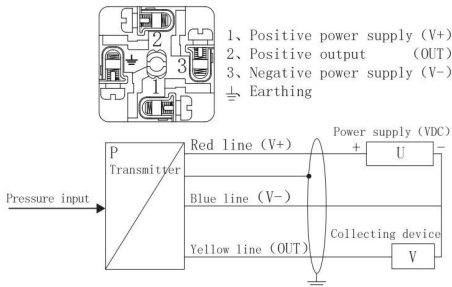 2
3
1
1、Positive power supply (V+)
2、Positive output (OUT)
3、Negative power supply (V-)
Earthing
Power supply (VDC)
P
Red line (V+)
+ U -
Transmitter
Pressure input
Blue line (V-)
Collecting device
Yellow line (OUT)
V